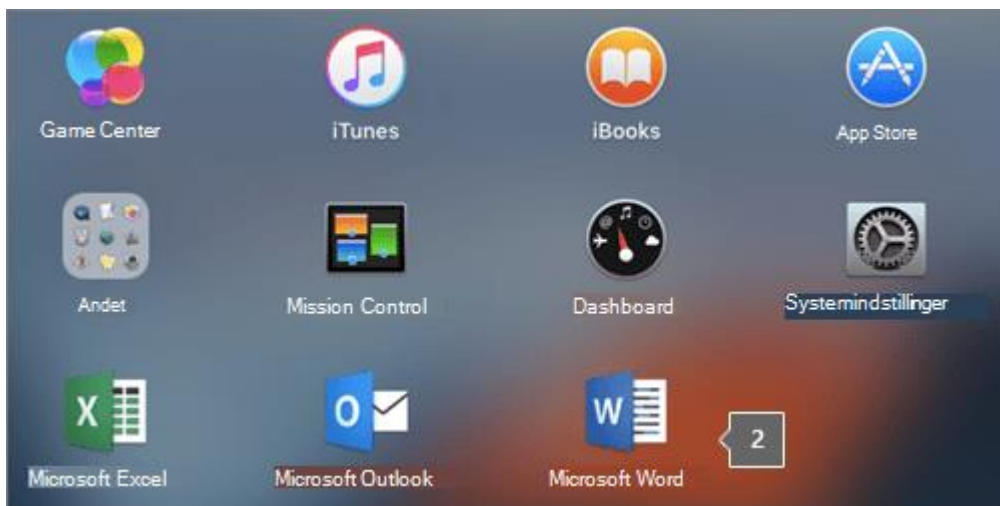 Game Center
iTunes
iBooks
App Store
Andet
Mission Control
Dashboard
Systemindstillinger
X
O
W
2
Microsoft Excel
Microsoft Outlook
Microsoft Word